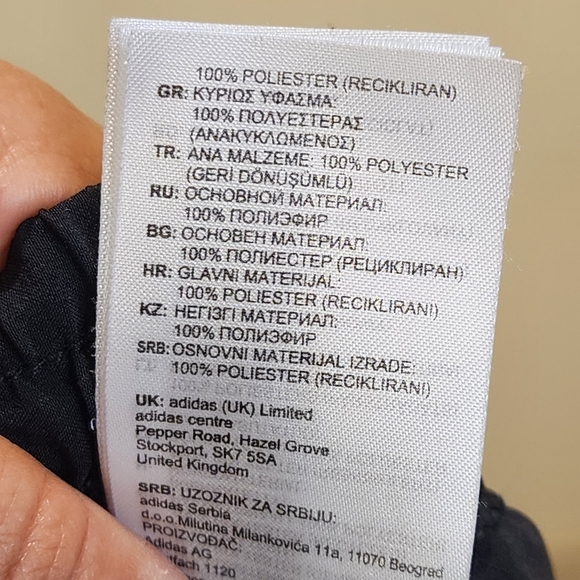 100% POLIESTER (RECIKLIRAN)
GR: ΚΥΡΙΩΣ ΥΦΑΣΜΑ:
100% ΠΟΛΥΕΣΤΕΡΑΣ
(ΑΝΑΚΥΚΛΩΜΕΝΟΣ)
TR: ANA MALZEME: 100% POLYESTER
(GERİ DÖNÜŞÜMLÜ)
RU: ОСНОВНОЙ МАТЕРИАЛ:
100% ПОЛИЭФИР
BG: ОСНОВЕН МАТЕРИАЛ:
100% ПОЛИЕСТЕР (РЕЦИКЛИРАН)
HR: GLAVNI MATERIJAL:
100% POLIESTER (RECIKLIRANI)
KZ: НЕГІЗГІ МАТЕРИАЛ:
100% ПОЛИЭФИР
SRB: OSNOVNI MATERIJAL IZRADE:
100% POLIESTER (RECIKLIRANI)
UK: adidas (UK) Limited
adidas centre
Pepper Road, Hazel Grove
Stockport, SK7 5SA
United Kingdom
SRB: UZOZNIK ZA SRBIJU:
adidas Serbia
d.o.o. Milutina Milankovića 11a, 11070 Beograd
PROIZVOĐAČ:
Adidas AG
1120